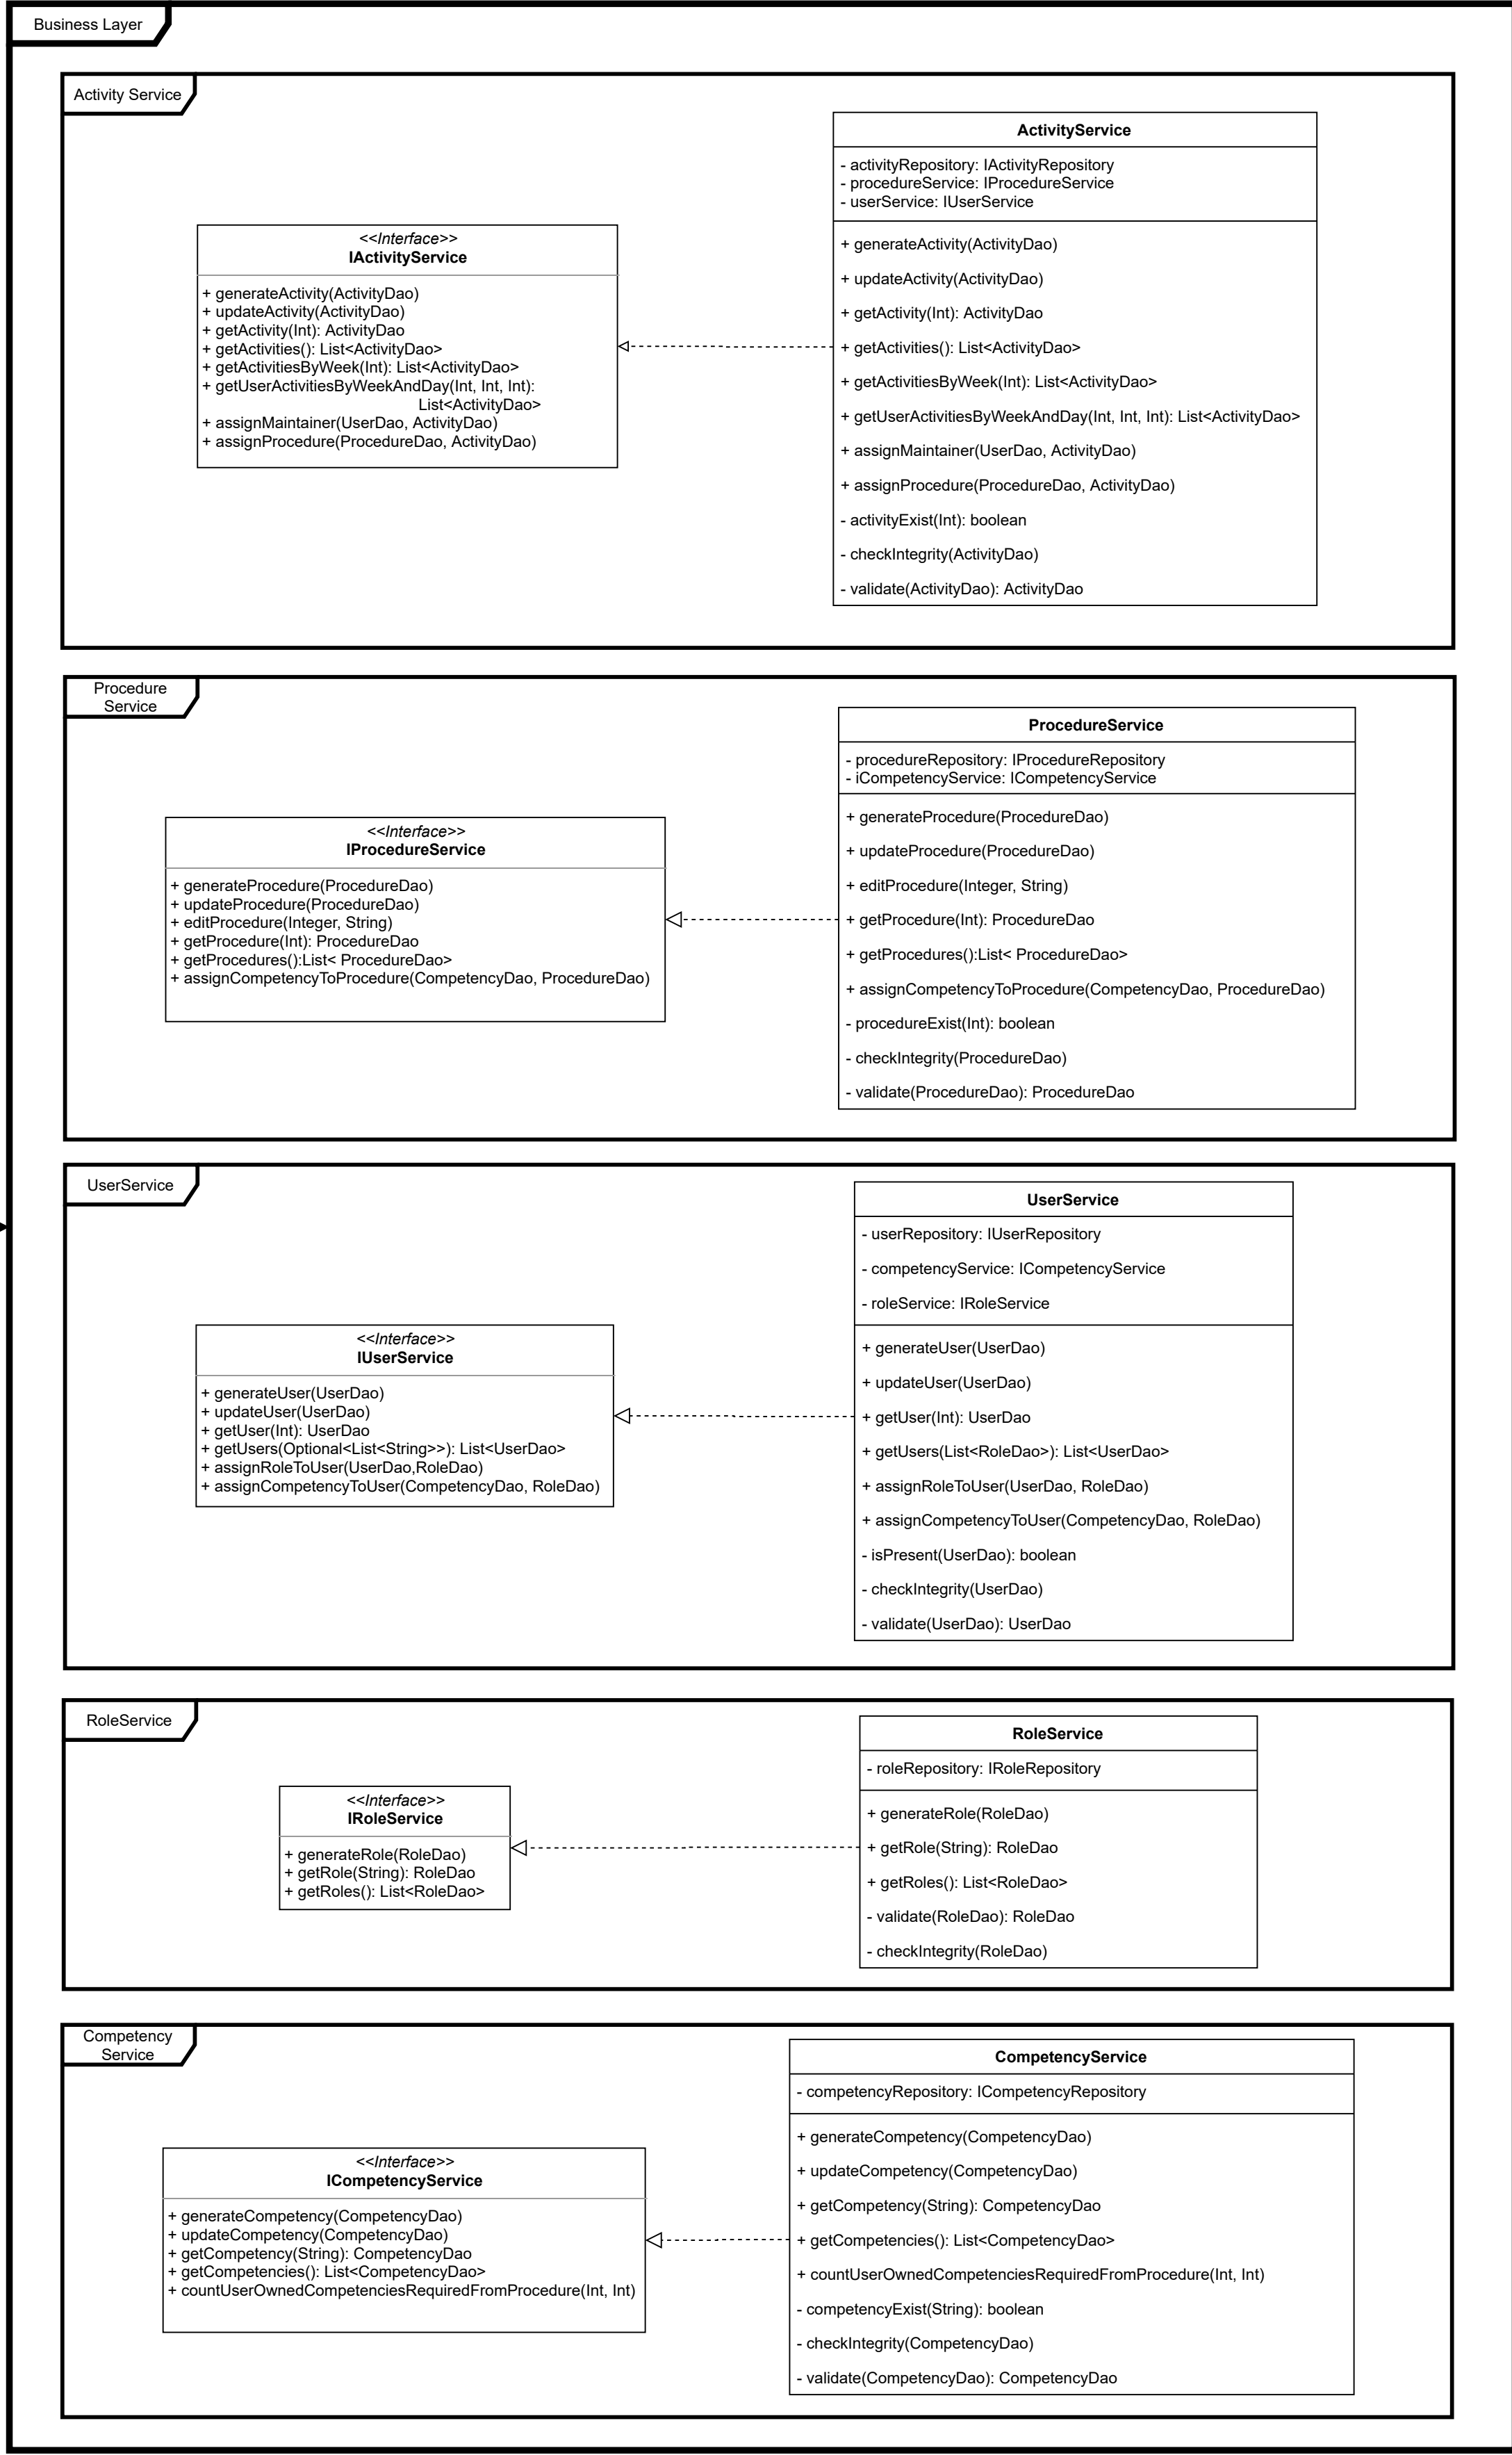 Business Layer
Activity Service
ActivityService
- activityRepository: IActivityRepository
- procedureService: IProcedureService
- userService: IUserService
+ generateActivity(ActivityDao)
+ updateActivity(ActivityDao)
+ getActivity(Int): ActivityDao
+ getActivities(): List<ActivityDao>
+ getActivitiesByWeek(Int): List<ActivityDao>
+ getUserActivitiesByWeekAndDay(Int, Int, Int): List<ActivityDao>
+ assignMaintainer(UserDao, ActivityDao)
+ assignProcedure(ProcedureDao, ActivityDao)
- activityExist(Int): boolean
- checkIntegrity(ActivityDao)
- validate(ActivityDao): ActivityDao
<<Interface>>
IActivityService
+ generateActivity(ActivityDao)
+ updateActivity(ActivityDao)
+ getActivity(Int): ActivityDao
+ getActivities(): List<ActivityDao>
+ getActivitiesByWeek(Int): List<ActivityDao>
+ getUserActivitiesByWeekAndDay(Int, Int, Int):
List<ActivityDao>
+ assignMaintainer(UserDao, ActivityDao)
+ assignProcedure(ProcedureDao, ActivityDao)
Procedure
Service
ProcedureService
- procedureRepository: IProcedureRepository
- iCompetencyService: ICompetencyService
+ generateProcedure(ProcedureDao)
+ updateProcedure(ProcedureDao)
+ editProcedure(Integer, String)
+ getProcedure(Int): ProcedureDao
+ getProcedures():List< ProcedureDao>
+ assignCompetencyToProcedure(CompetencyDao, ProcedureDao)
- procedureExist(Int): boolean
- checkIntegrity(ProcedureDao)
- validate(ProcedureDao): ProcedureDao
<<Interface>>
IProcedureService
+ generateProcedure(ProcedureDao)
+ updateProcedure(ProcedureDao)
+ editProcedure(Integer, String)
+ getProcedure(Int): ProcedureDao
+ getProcedures():List< ProcedureDao>
+ assignCompetencyToProcedure(CompetencyDao, ProcedureDao)
UserService
UserService
- userRepository: IUserRepository
- competencyService: ICompetencyService
- roleService: IRoleService
+ generateUser(UserDao)
+ updateUser(UserDao)
+ getUser(Int): UserDao
+ getUsers(List<RoleDao>): List<UserDao>
+ assignRoleToUser(UserDao, RoleDao)
+ assignCompetencyToUser(CompetencyDao, RoleDao)
- isPresent(UserDao): boolean
- checkIntegrity(UserDao)
- validate(UserDao): UserDao
<<Interface>>
IUserService
+ generateUser(UserDao)
+ updateUser(UserDao)
+ getUser(Int): UserDao
+ getUsers(Optional<List<String>>): List<UserDao>
+ assignRoleToUser(UserDao,RoleDao)
+ assignCompetencyToUser(CompetencyDao, RoleDao)
RoleService
RoleService
- roleRepository: IRoleRepository
+ generateRole(RoleDao)
+ getRole(String): RoleDao
+ getRoles(): List<RoleDao>
- validate(RoleDao): RoleDao
- checkIntegrity(RoleDao)
<<Interface>>
IRoleService
+ generateRole(RoleDao)
+ getRole(String): RoleDao
+ getRoles(): List<RoleDao>
Competency
Service
CompetencyService
- competencyRepository: ICompetencyRepository
+ generateCompetency(CompetencyDao)
+ updateCompetency(CompetencyDao)
+ getCompetency(String): CompetencyDao
+ getCompetencies(): List<CompetencyDao>
+ countUserOwnedCompetenciesRequiredFromProcedure(Int, Int)
- competencyExist(String): boolean
- checkIntegrity(CompetencyDao)
- validate(CompetencyDao): CompetencyDao
<<Interface>>
ICompetencyService
+ generateCompetency(CompetencyDao)
+ updateCompetency(CompetencyDao)
+ getCompetency(String): CompetencyDao
+ getCompetencies(): List<CompetencyDao>
+ countUserOwnedCompetenciesRequiredFromProcedure(Int, Int)